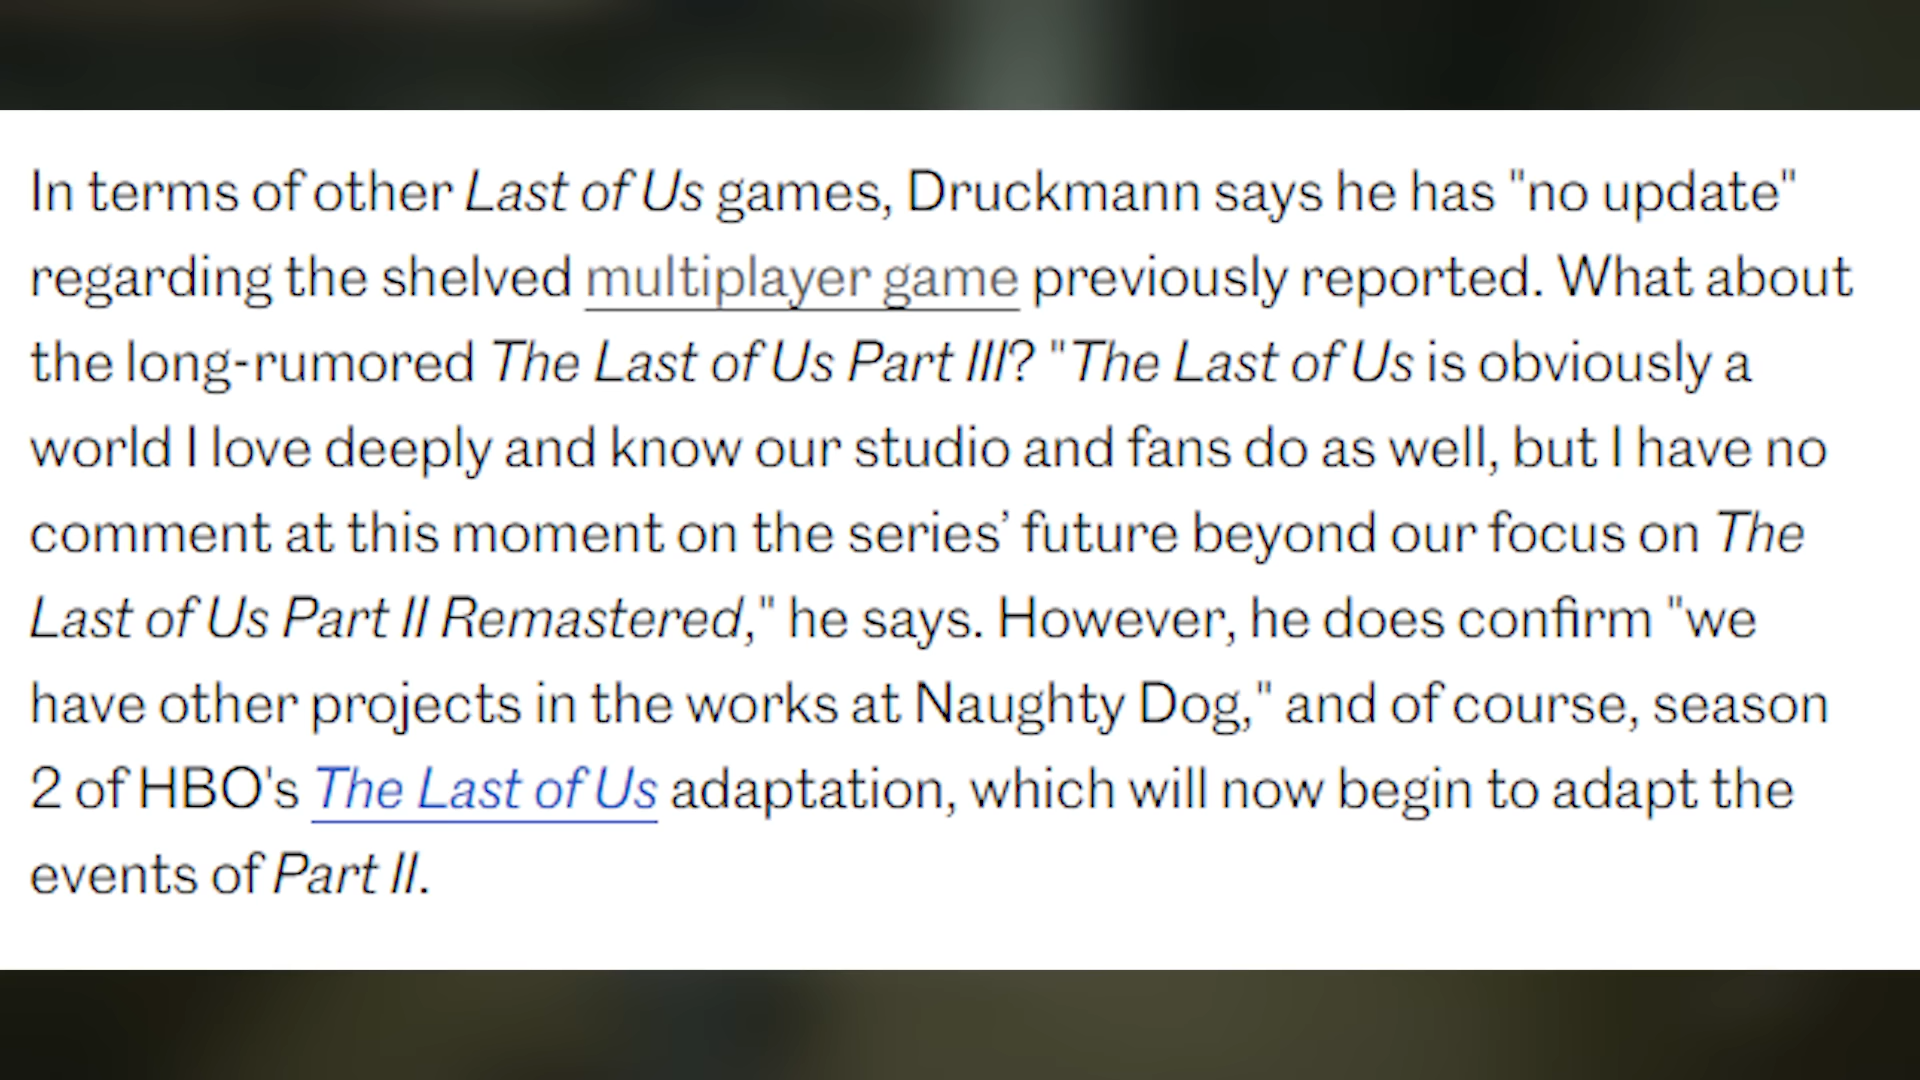 In terms of other Last of Us games, Druckmann says he has "no update"
regarding the shelved multiplayer game previously reported. What about
the long-rumored The Last of Us Part III? "The Last of Us is obviously a
world I love deeply and know our studio and fans do as well, but I have no
comment at this moment on the series’ future beyond our focus on The
Last of Us Part II Remastered," he says. However, he does confirm "we
have other projects in the works at Naughty Dog," and of course, season
2 of HBO's The Last of Us adaptation, which will now begin to adapt the
events of Part II.